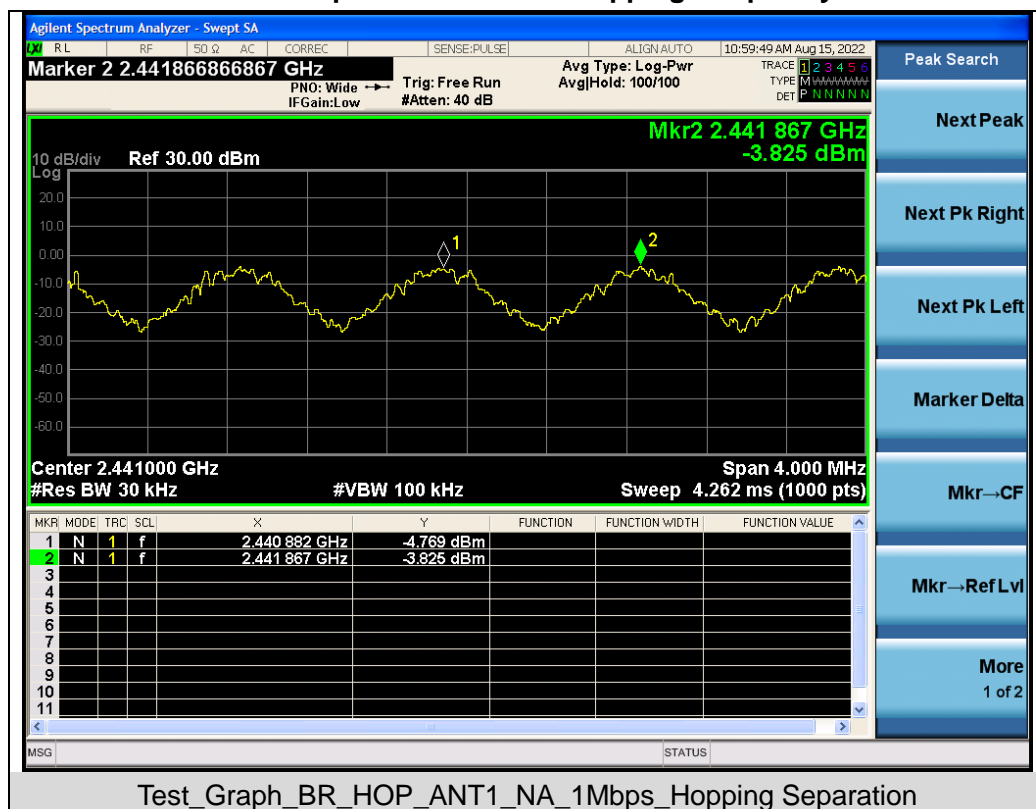 Agilent Spectrum Analyzer - Swept SA
LXI RL RF 50 Ω AC CORREC SENSE:PULSE ALIGN AUTO 10:59:49 AM Aug 15, 2022
Marker 2 2.441866866867 GHz
PNO: Wide
IFGain:Low
Trig: Free Run
#Atten: 40 dB
Avg Type: Log-Pwr
Avg|Hold: 100/100
TRACE 1 2 3 4 5 6
TYPE MWWWWW
DET P N N N N N
Peak Search
Mkr2 2.441 867 GHz
-3.825 dBm
10 dB/div Ref 30.00 dBm
Log
20.0
10.0
0.00
-10.0
-20.0
-30.0
-40.0
-50.0
-60.0
1
2
Center 2.441000 GHz Span 4.000 MHz
#Res BW 30 kHz #VBW 100 kHz Sweep 4.262 ms (1000 pts)
MKR MODE TRC SCL X Y FUNCTION FUNCTION WIDTH FUNCTION VALUE
1 N 1 f 2.440 882 GHz -4.769 dBm
2 N 1 f 2.441 867 GHz -3.825 dBm
3
4
5
6
7
8
9
10
11
MSG STATUS
Next Peak
Next Pk Right
Next Pk Left
Marker Delta
Mkr→CF
Mkr→Ref Lvl
More
1 of 2
Test_Graph_BR_HOP_ANT1_NA_1Mbps_Hopping Separation